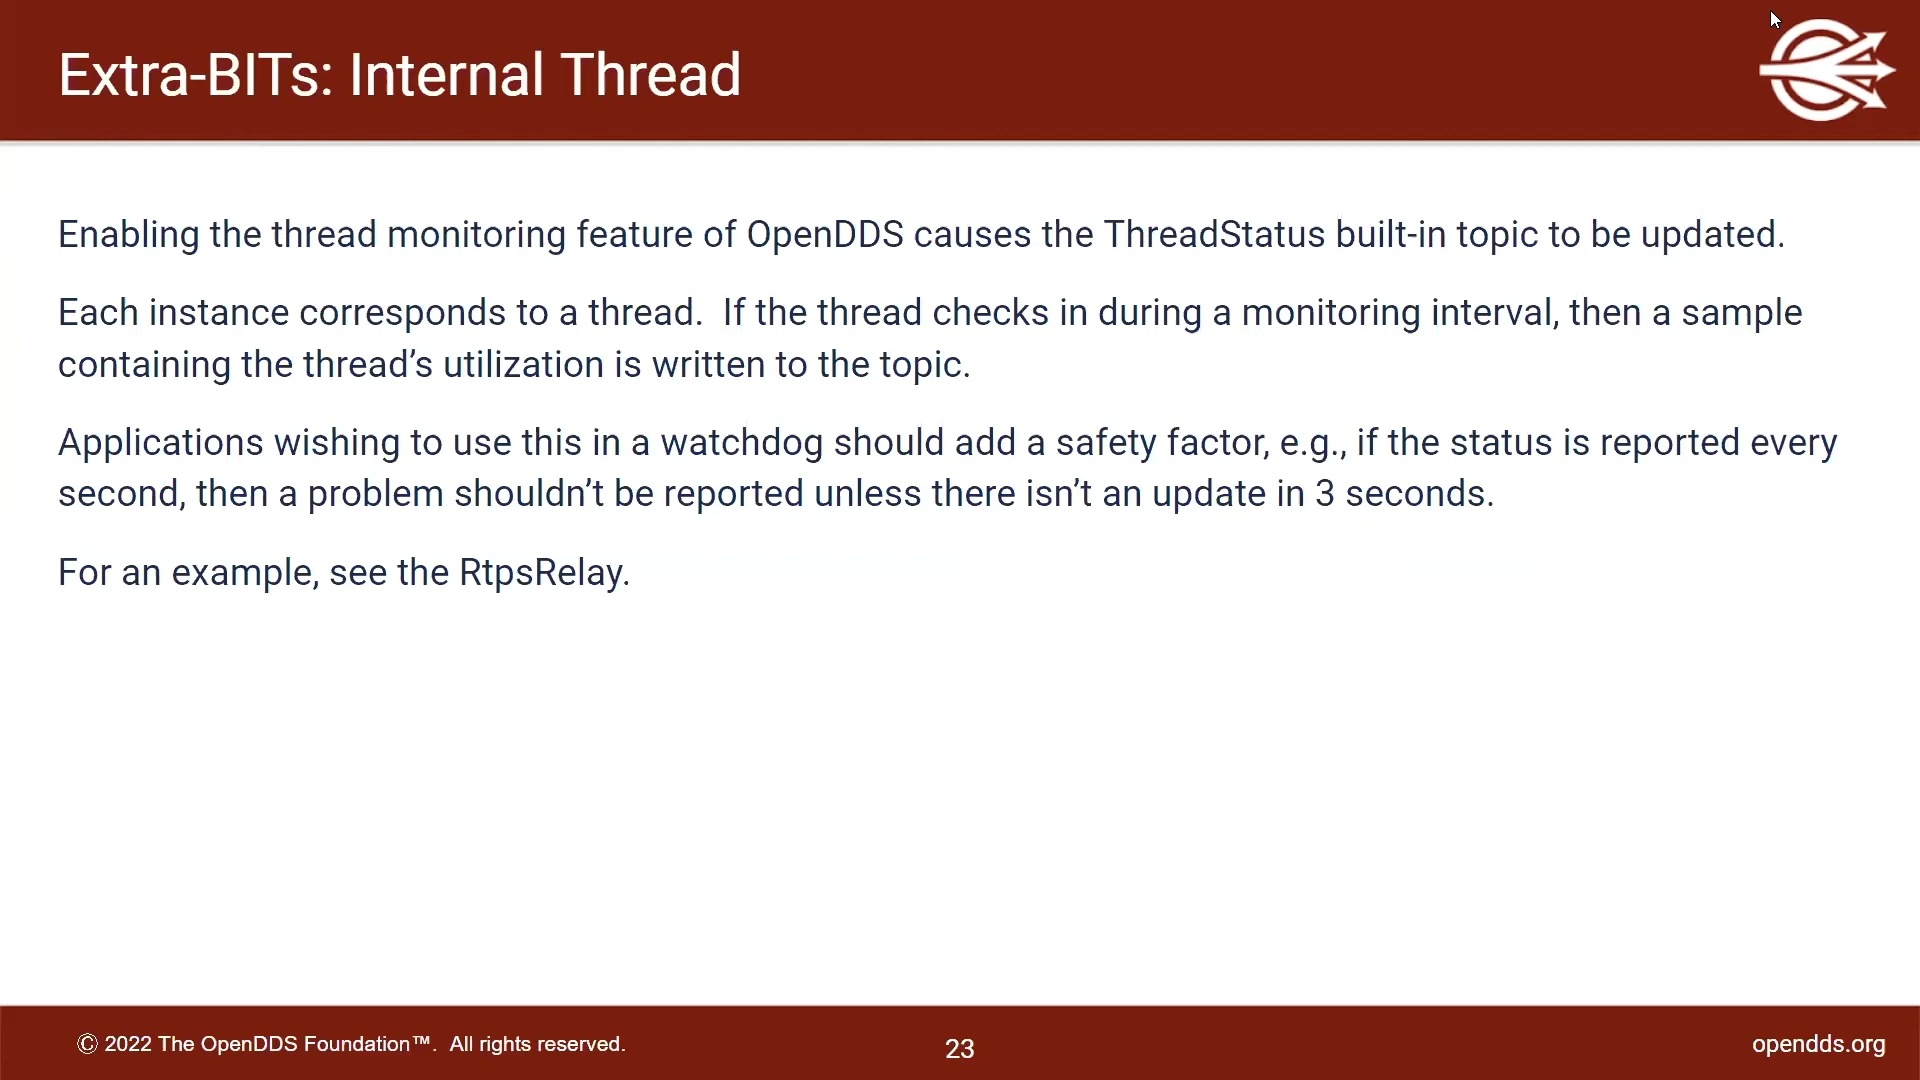 Extra-BITs: Internal Thread
Enabling the thread monitoring feature of OpenDDS causes the ThreadStatus built-in topic to be updated.
Each instance corresponds to a thread.  If the thread checks in during a monitoring interval, then a sample
containing the thread’s utilization is written to the topic.
Applications wishing to use this in a watchdog should add a safety factor, e.g., if the status is reported every
second, then a problem shouldn’t be reported unless there isn’t an update in 3 seconds.
For an example, see the RtpsRelay.
© 2022 The OpenDDS Foundation™.  All rights reserved.
23
opendds.org